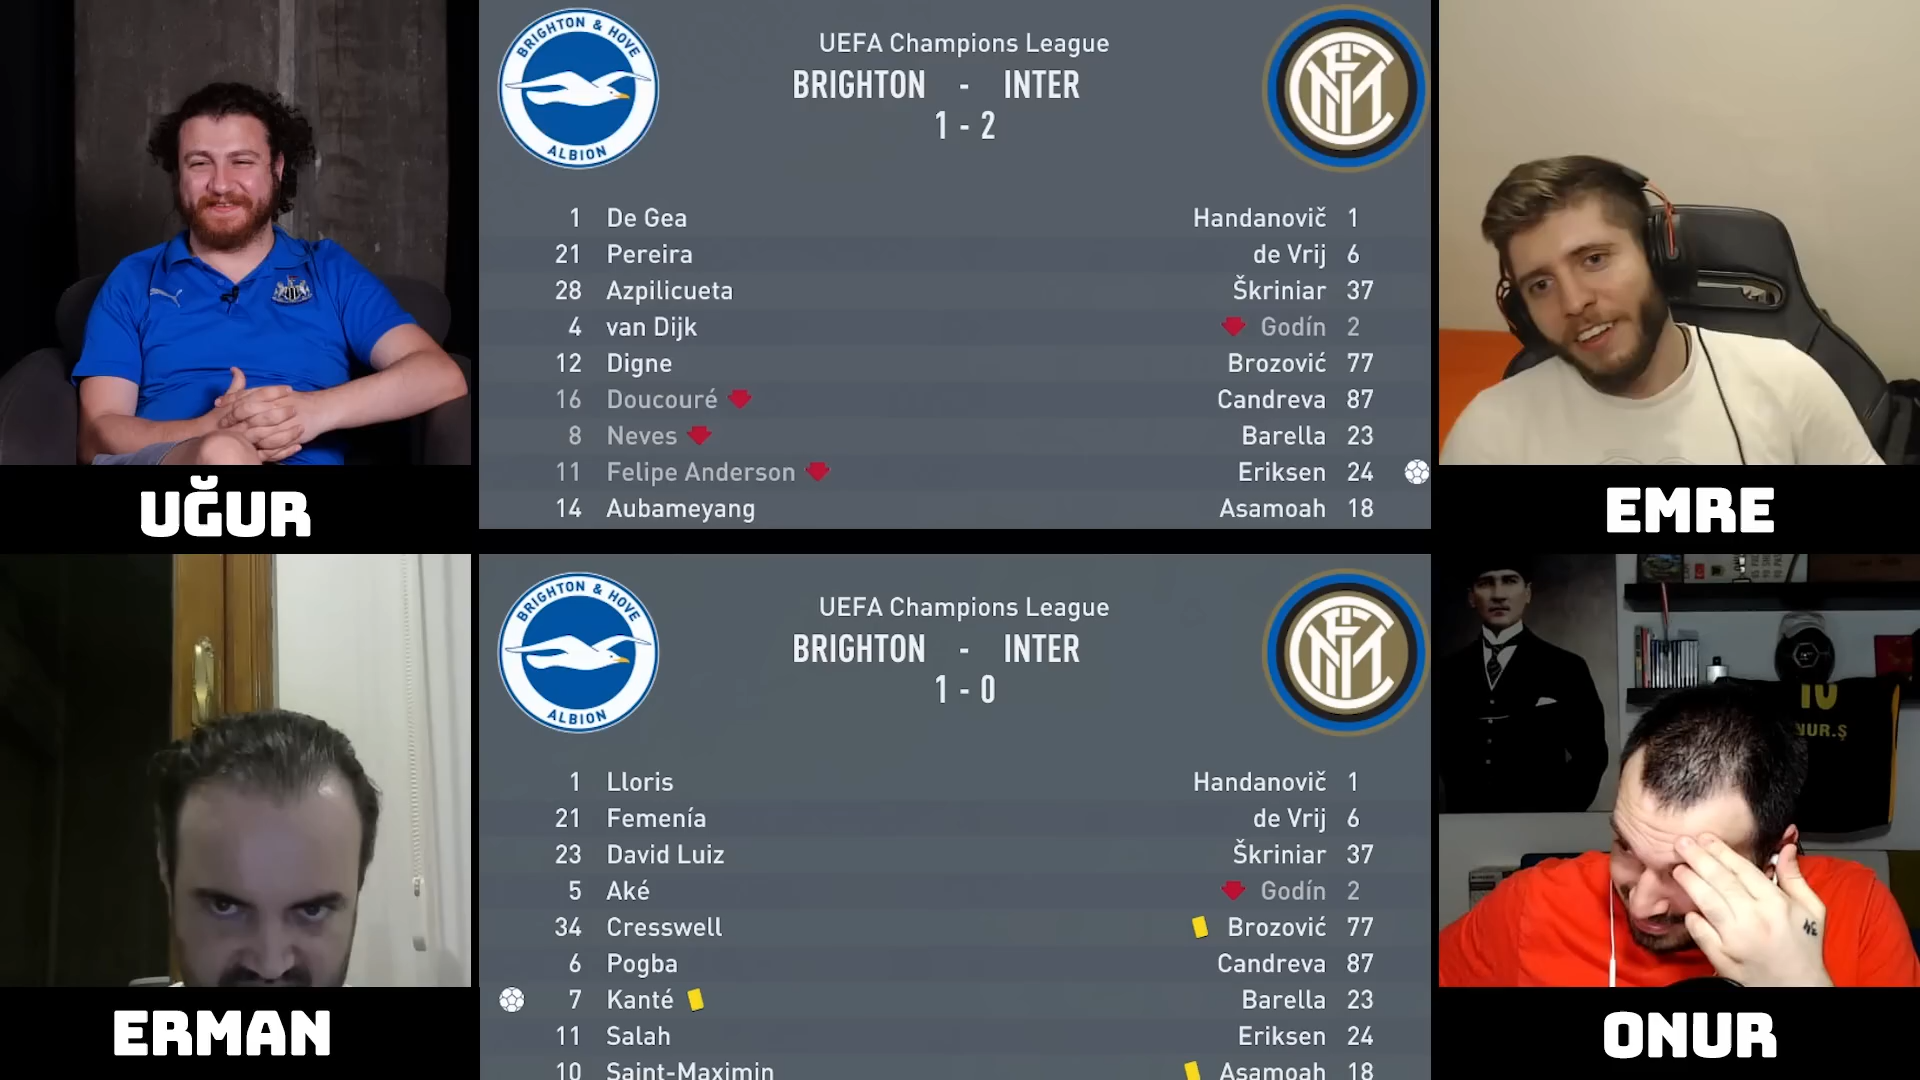 BRIGHTON & HOVE
ALBION
UEFA Champions League
BRIGHTON - INTER
1 - 2
1 De Gea Handanovič 1
21 Pereira de Vrij 6
28 Azpilicueta Škriniar 37
4 van Dijk Godín 2
12 Digne Brozović 77
16 Doucouré Candreva 87
8 Neves Barella 23
11 Felipe Anderson Eriksen 24
14 Aubameyang Asamoah 18
UĞUR
EMRE
BRIGHTON & HOVE
ALBION
UEFA Champions League
BRIGHTON - INTER
1 - 0
1 Lloris Handanovič 1
21 Femenía de Vrij 6
23 David Luiz Škriniar 37
5 Aké Godín 2
34 Cresswell Brozović 77
6 Pogba Candreva 87
7 Kanté Barella 23
11 Salah Eriksen 24
10 Saint-Maximin Asamoah 18
10
NUR.Ş
ERMAN
ONUR